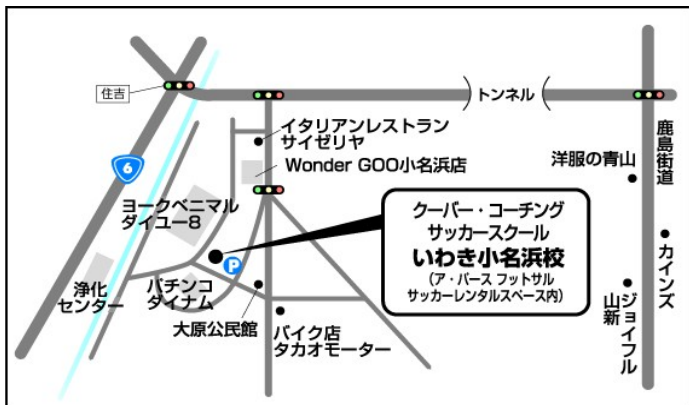 住吉
トンネル
イタリアンレストラン
サイゼリヤ
Wonder GOO小名浜店
6
ヨークベニマル
ダイユー8
浄化
センター
パチンコ
ダイナム
P
大原公民館
バイク店
タカオモーター
クーバー・コーチング
サッカースクール
いわき小名浜校
(ア・パース フットサル
サッカーレンタルスペース内)
洋服の青山
鹿島街道
カインズ
ジョイフル
山新